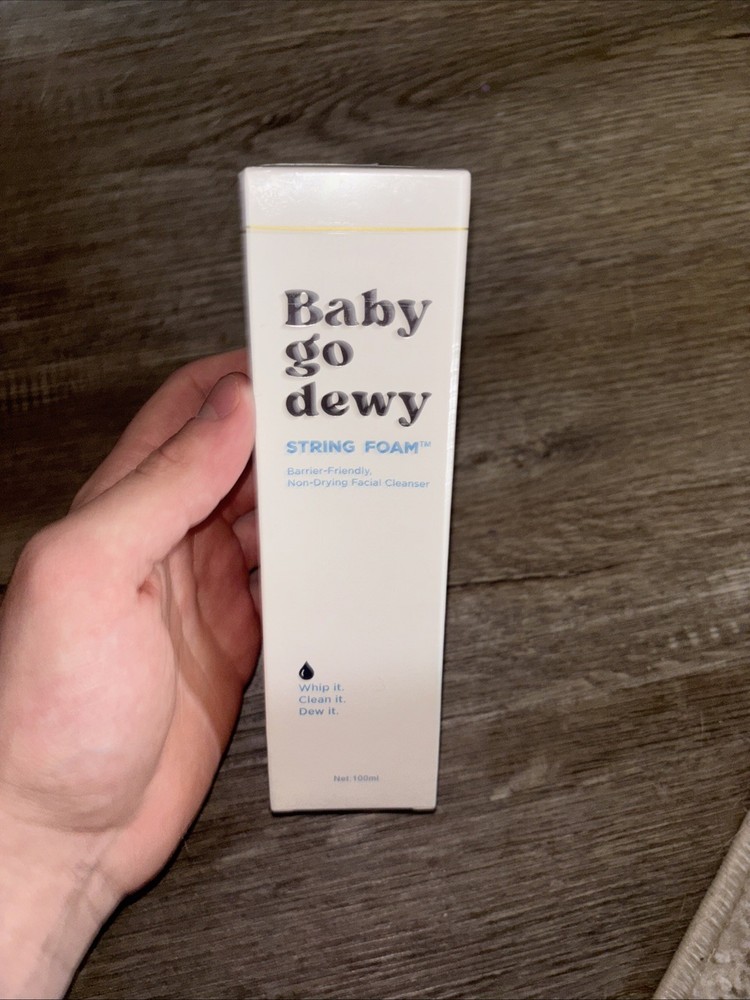 Baby
go
dewy
STRING FOAM™
Barrier-Friendly,
Non-Drying Facial Cleanser
Whip it.
Clean it.
Dew it.
Net:100ml